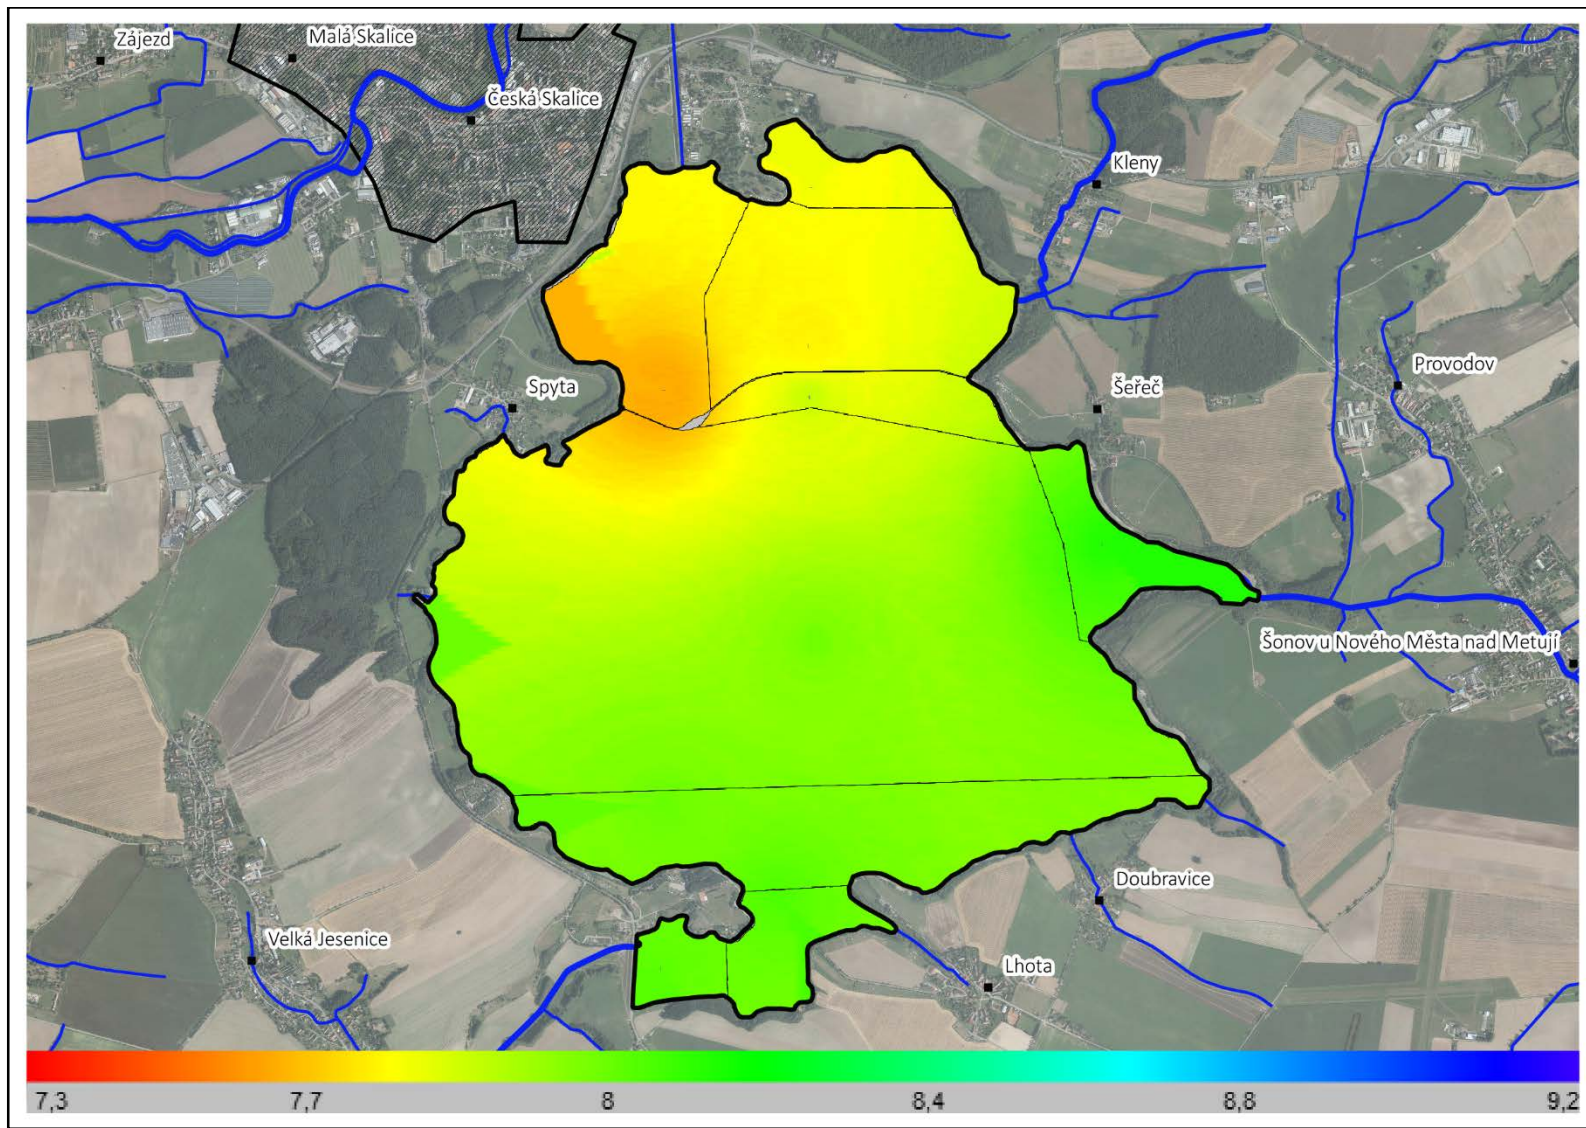 Zájezd
Malá Skalice
Česká Skalice
Kleny
Spyta
Šeřeč
Provodov
Šonov u Nového Města nad Metují
Doubravice
Velká Jesenice
Lhota
7,3 7,7 8 8,4 8,8 9,2